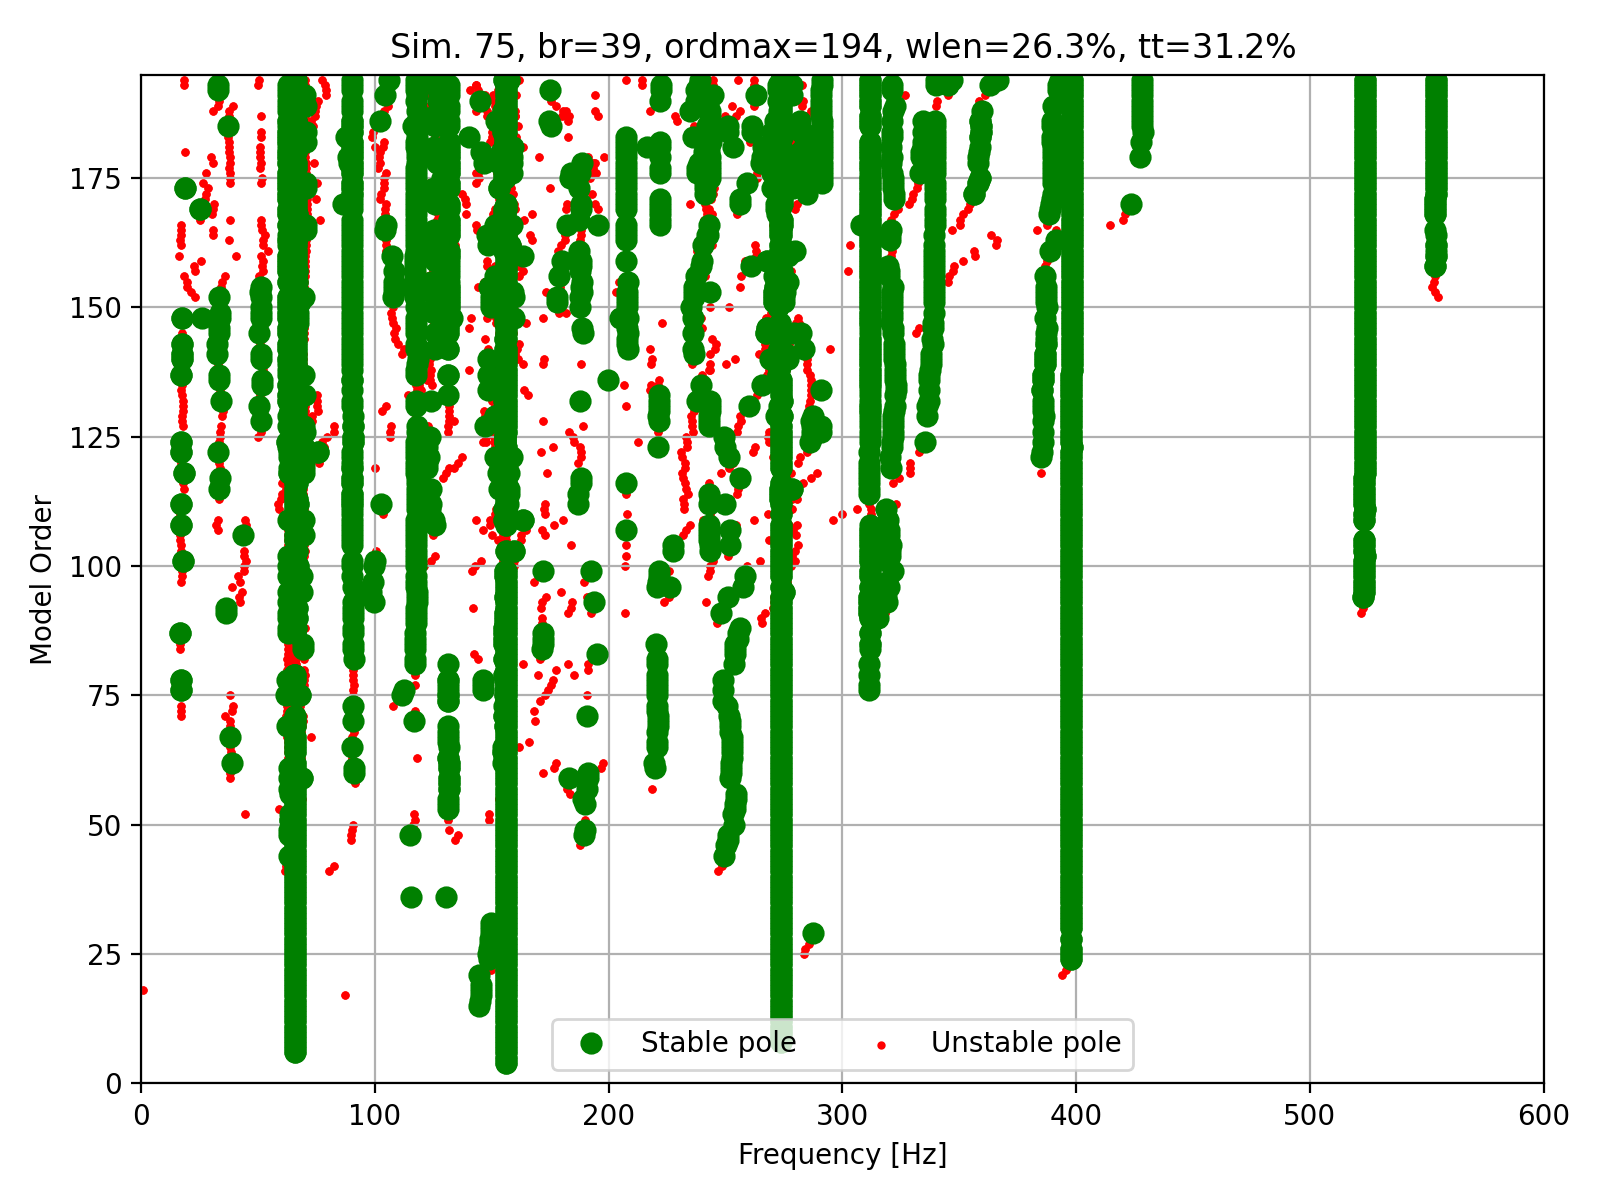 Sim. 75, br=39, ordmax=194, wlen=26.3%, tt=31.2%
Model Order
175
150
125
100
75
50
25
0
Stable pole
Unstable pole
0 100 200 300 400 500 600
Frequency [Hz]